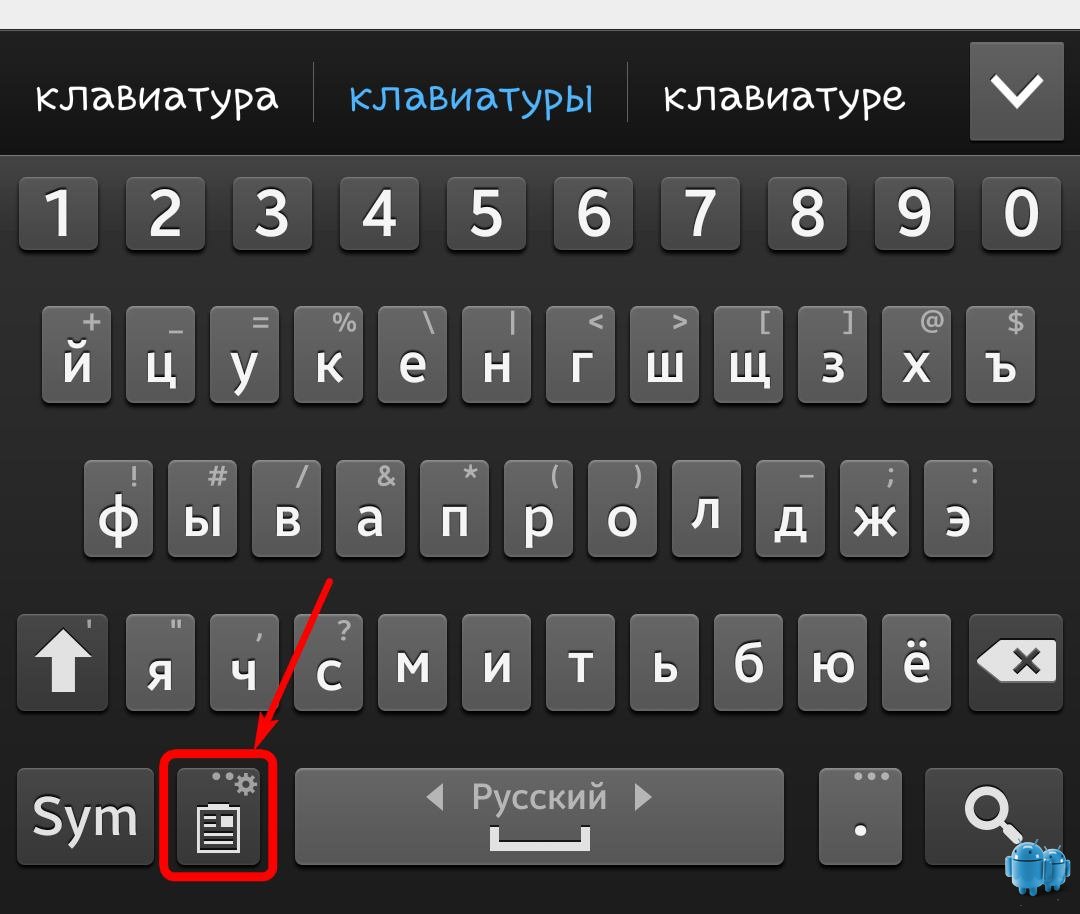 клавиатура клавиатуры клавиатуре
1 2 3 4 5 6 7 8 9 0
+ _ = % \ | < > [ ] @ $
й ц у к е н г ш щ з х ъ
! # / & * ( ) – ; :
ф ы в а п р о л д ж э
' " , ?
я ч с м и т ь б ю ё
Русский
Sym .